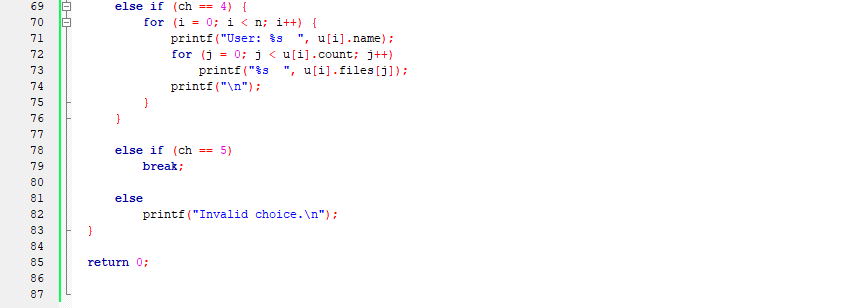 69 else if (ch == 4) {
70 for (i = 0; i < n; i++) {
71 printf("User: %s  ", u[i].name);
72 for (j = 0; j < u[i].count; j++)
73 printf("%s  ", u[i].files[j]);
74 printf("\n");
75 }
76 }
77
78 else if (ch == 5)
79 break;
80
81 else
82 printf("Invalid choice.\n");
83 }
84
85 return 0;
86
87